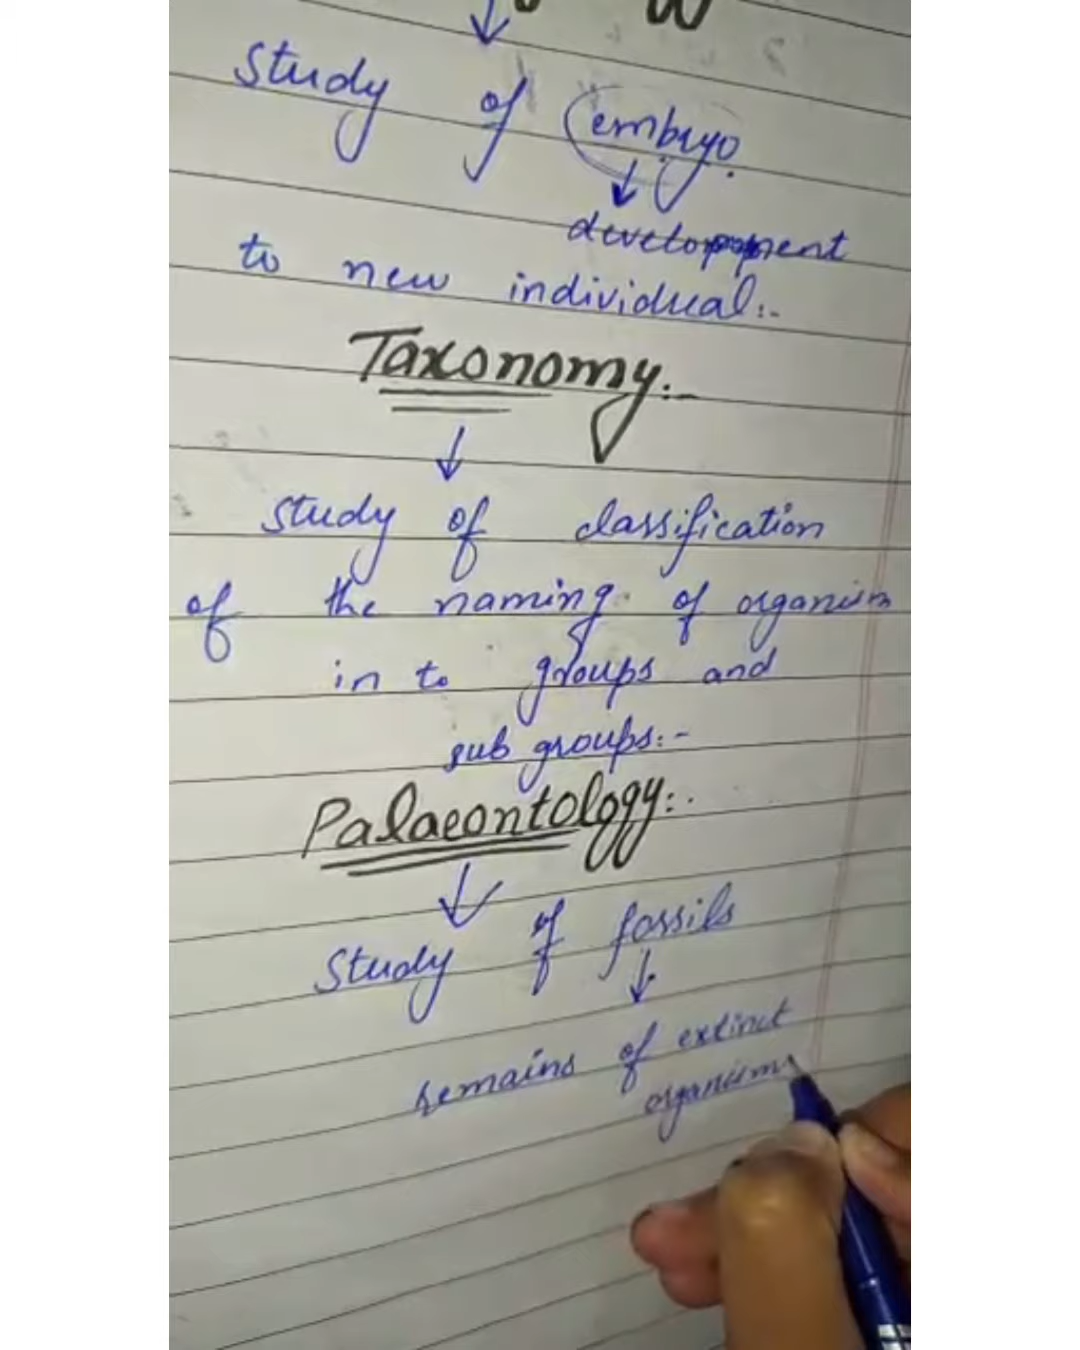 Study of embryo.
development
to new individual:-
Taxonomy:-
study of classification
of the naming of organism
in to groups and
sub groups:-
Palaeontology:-
Study of fossils
remains of extinct
organisms